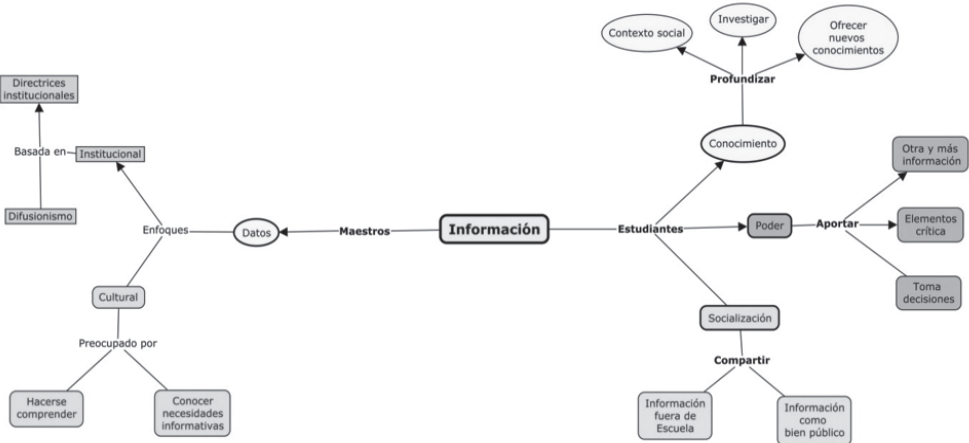 Contexto social
Investigar
Ofrecer
nuevos
conocimientos
Profundizar
Directrices
institucionales
Basada en
Institucional
Difusionismo
Conocimiento
Otra y más
información
Enfoques
Datos
Maestros
Información
Estudiantes
Poder
Aportar
Elementos
crítica
Toma
decisiones
Cultural
Preocupado por
Hacerse
comprender
Conocer
necesidades
informativas
Socialización
Compartir
Información
fuera de
Escuela
Información
como
bien público